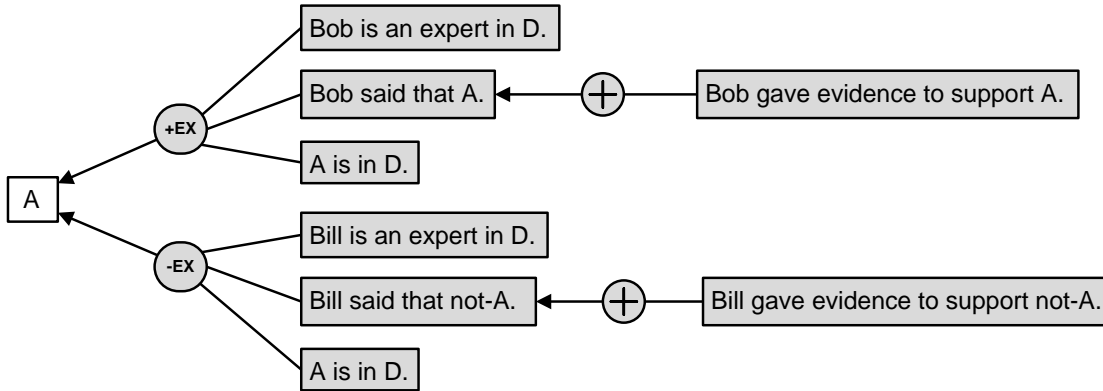 Bob is an expert in D.
Bob said that A.
Bob gave evidence to support A.
+EX
A is in D.
A
Bill is an expert in D.
-EX
Bill said that not-A.
Bill gave evidence to support not-A.
A is in D.